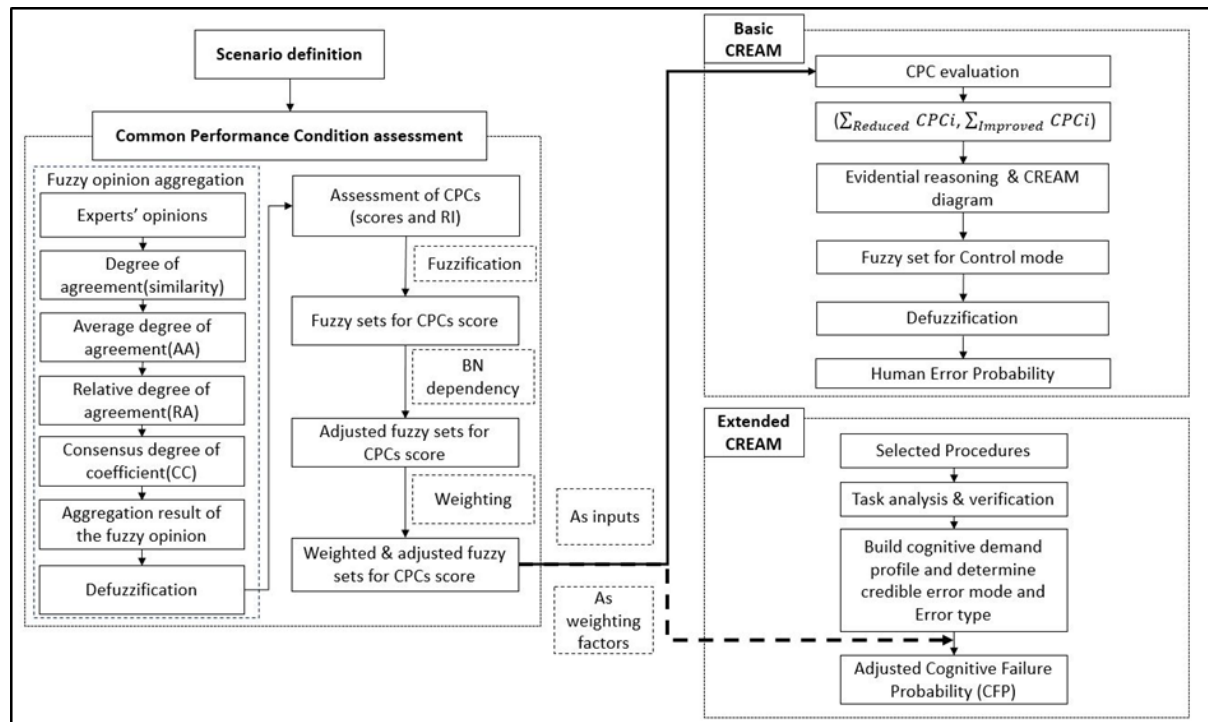 Scenario definition
Common Performance Condition assessment
Fuzzy opinion aggregation
Experts’ opinions
Degree of
agreement(similarity)
Average degree of
agreement(AA)
Relative degree of
agreement(RA)
Consensus degree of
coefficient(CC)
Aggregation result of
the fuzzy opinion
Defuzzification
Assessment of CPCs
(scores and RI)
Fuzzification
Fuzzy sets for CPCs score
BN
dependency
Adjusted fuzzy sets for
CPCs score
Weighting
Weighted & adjusted fuzzy
sets for CPCs score
As inputs
As
weighting
factors
Basic
CREAM
CPC evaluation
(∑Reduced CPCi, ∑Improved CPCi)
Evidential reasoning & CREAM
diagram
Fuzzy set for Control mode
Defuzzification
Human Error Probability
Extended
CREAM
Selected Procedures
Task analysis & verification
Build cognitive demand
profile and determine
credible error mode and
Error type
Adjusted Cognitive Failure
Probability (CFP)